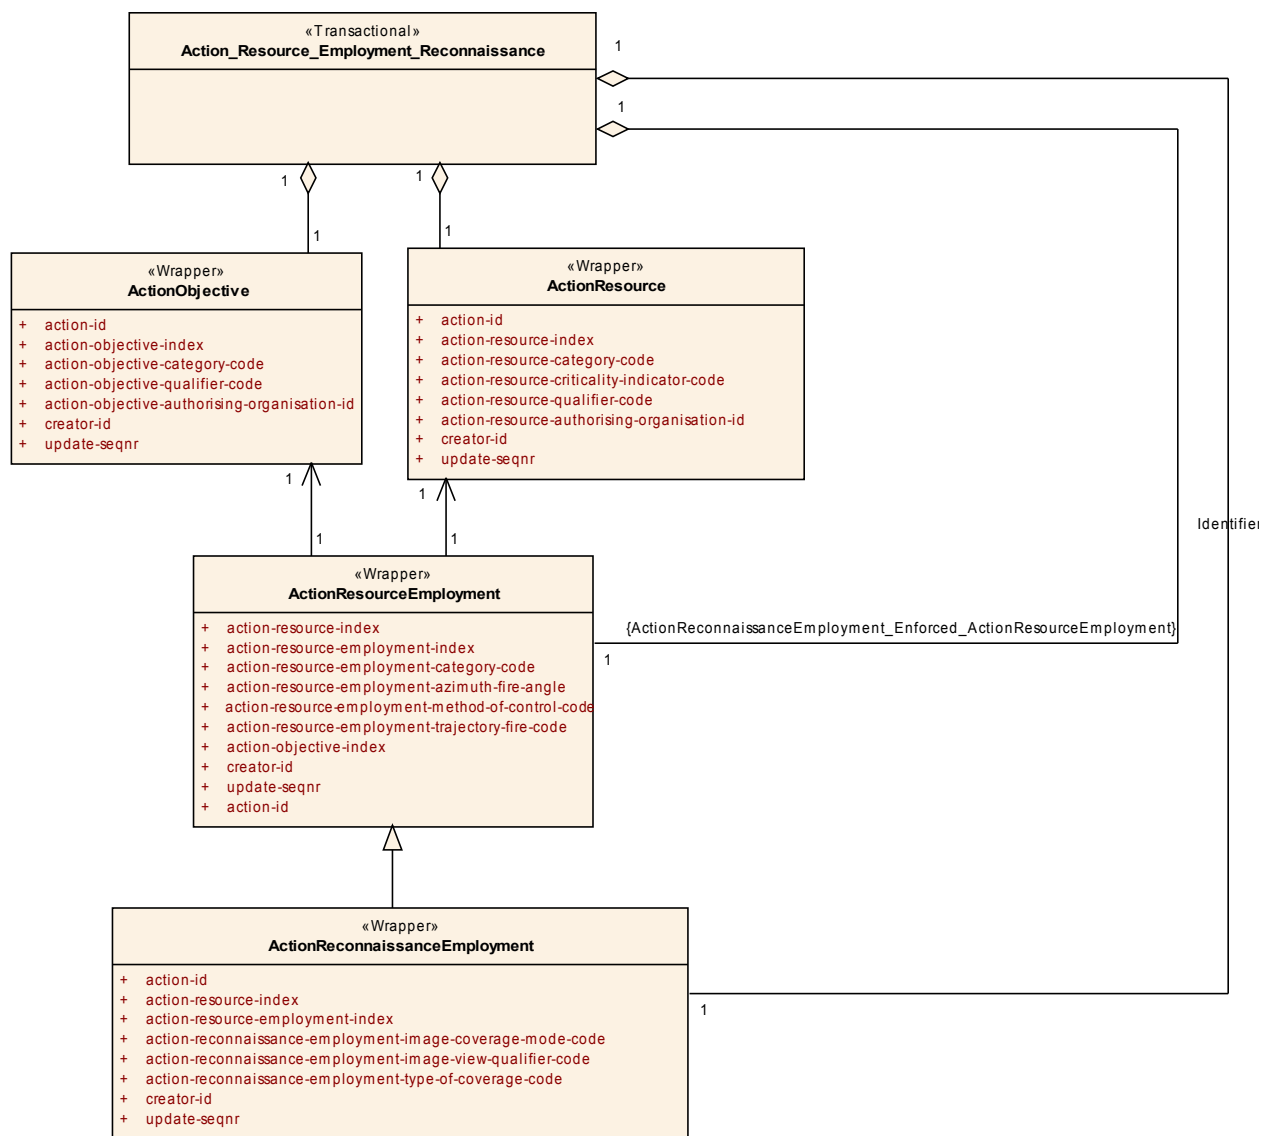 «Transactional»
Action_Resource_Employment_Reconnaissance
1
1
1
1
1
1
«Wrapper»
ActionObjective
+ action-id
+ action-objective-index
+ action-objective-category-code
+ action-objective-qualifier-code
+ action-objective-authorising-organisation-id
+ creator-id
+ update-seqnr
«Wrapper»
ActionResource
+ action-id
+ action-resource-index
+ action-resource-category-code
+ action-resource-criticality-indicator-code
+ action-resource-qualifier-code
+ action-resource-authorising-organisation-id
+ creator-id
+ update-seqnr
1
1
1
1
Identifier
«Wrapper»
ActionResourceEmployment
+ action-resource-index
+ action-resource-employment-index
+ action-resource-employment-category-code
+ action-resource-employment-azimuth-fire-angle
+ action-resource-employment-method-of-control-code
+ action-resource-employment-trajectory-fire-code
+ action-objective-index
+ creator-id
+ update-seqnr
+ action-id
{ActionReconnaissanceEmployment_Enforced_ActionResourceEmployment}
1
«Wrapper»
ActionReconnaissanceEmployment
+ action-id
+ action-resource-index
+ action-resource-employment-index
+ action-reconnaissance-employment-image-coverage-mode-code
+ action-reconnaissance-employment-image-view-qualifier-code
+ action-reconnaissance-employment-type-of-coverage-code
+ creator-id
+ update-seqnr
1